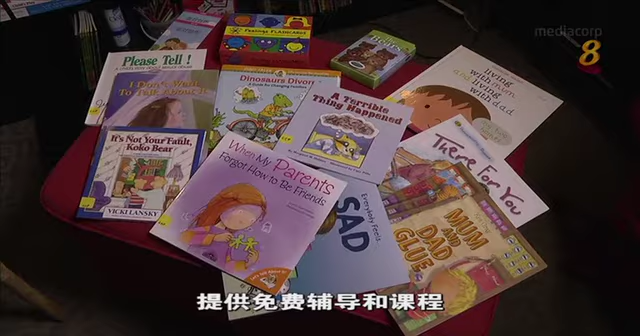 mediacorp
8
Feelings FLASHCARDS
Please Tell!
I Don't Want
To Talk About It
Dinosaurs Divorce
A Guide for Changing Families
A Terrible
Thing Happened
living
with mom
and living
with dad
It's Not Your Fault,
Koko Bear
VICKI LANSKY
When My Parents
Forgot How to Be Friends
Everybody Feels
SAD
There For You
MUM
AND
DAD
GLUE
提供免费辅导和课程